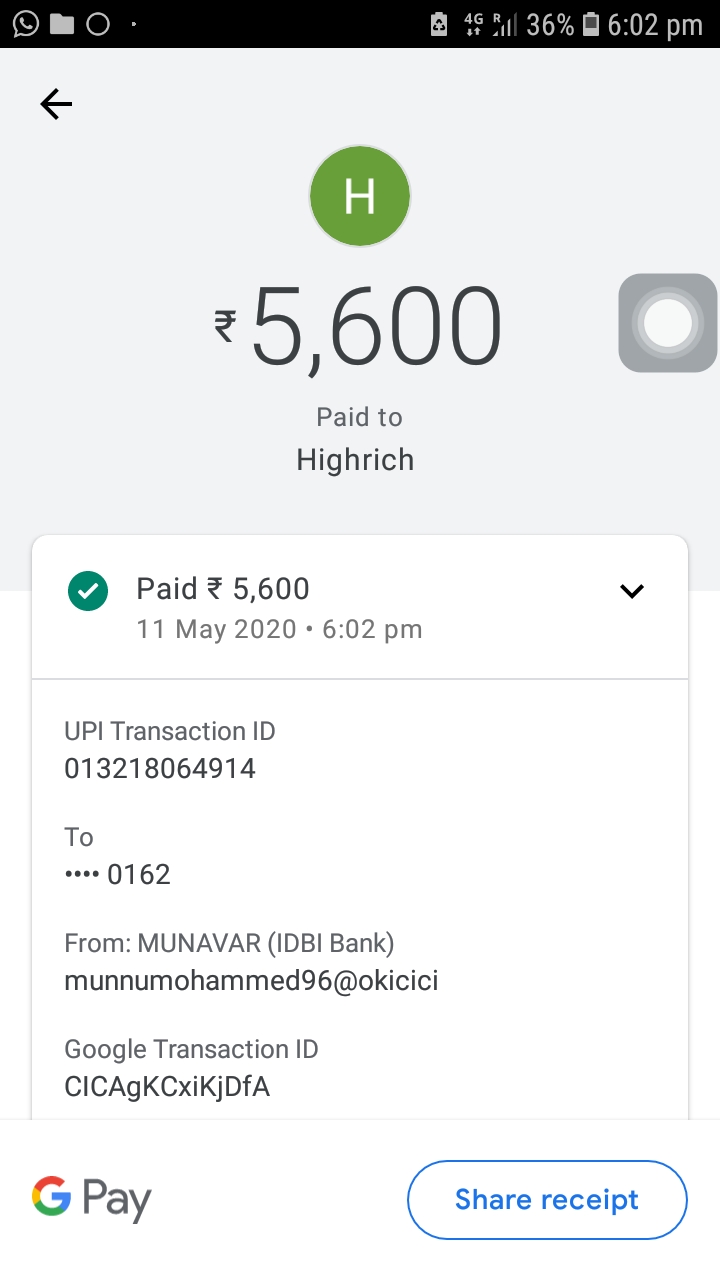 4G R 36% 6:02 pm
H
₹5,600
Paid to
Highrich
Paid ₹ 5,600
11 May 2020 • 6:02 pm
UPI Transaction ID
013218064914
To
•••• 0162
From: MUNAVAR (IDBI Bank)
munnumohammed96@okicici
Google Transaction ID
CICAgKCxiKjDfA
G Pay
Share receipt